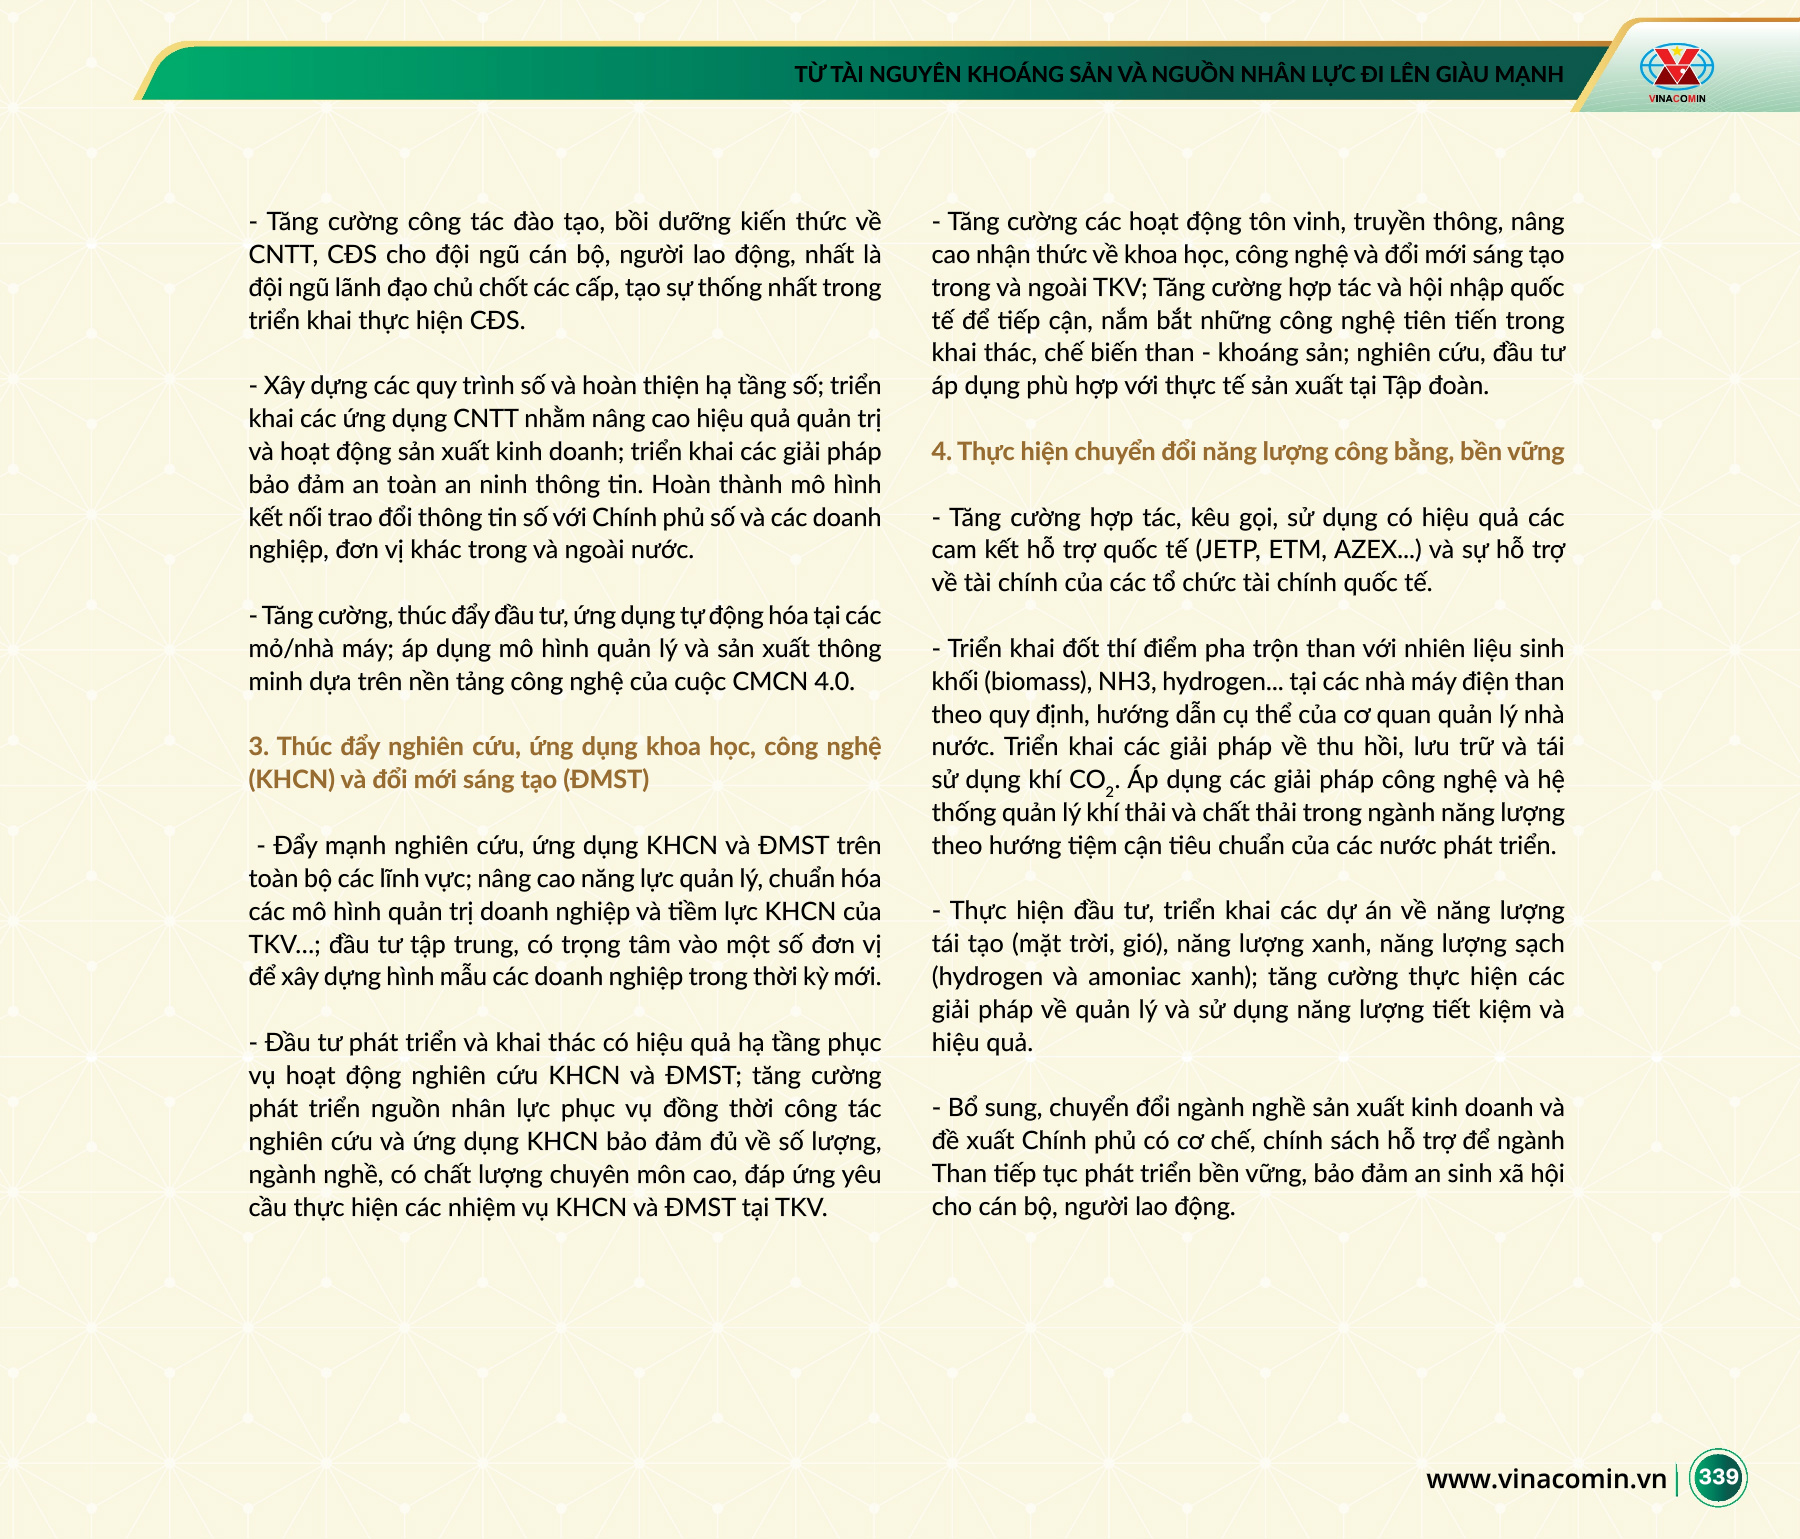 TỪ TÀI NGUYÊN KHOÁNG SẢN VÀ NGUỒN NHÂN LỰC ĐI LÊN GIÀU MẠNH
VINACOMIN
- Tăng cường công tác đào tạo, bồi dưỡng kiến thức về
CNTT, CĐS cho đội ngũ cán bộ, người lao động, nhất là
đội ngũ lãnh đạo chủ chốt các cấp, tạo sự thống nhất trong
triển khai thực hiện CĐS.
- Xây dựng các quy trình số và hoàn thiện hạ tầng số; triển
khai các ứng dụng CNTT nhằm nâng cao hiệu quả quản trị
và hoạt động sản xuất kinh doanh; triển khai các giải pháp
bảo đảm an toàn an ninh thông tin. Hoàn thành mô hình
kết nối trao đổi thông tin số với Chính phủ số và các doanh
nghiệp, đơn vị khác trong và ngoài nước.
- Tăng cường, thúc đẩy đầu tư, ứng dụng tự động hóa tại các
mỏ/nhà máy; áp dụng mô hình quản lý và sản xuất thông
minh dựa trên nền tảng công nghệ của cuộc CMCN 4.0.
3. Thúc đẩy nghiên cứu, ứng dụng khoa học, công nghệ
(KHCN) và đổi mới sáng tạo (ĐMST)
- Đẩy mạnh nghiên cứu, ứng dụng KHCN và ĐMST trên
toàn bộ các lĩnh vực; nâng cao năng lực quản lý, chuẩn hóa
các mô hình quản trị doanh nghiệp và tiềm lực KHCN của
TKV...; đầu tư tập trung, có trọng tâm vào một số đơn vị
để xây dựng hình mẫu các doanh nghiệp trong thời kỳ mới.
- Đầu tư phát triển và khai thác có hiệu quả hạ tầng phục
vụ hoạt động nghiên cứu KHCN và ĐMST; tăng cường
phát triển nguồn nhân lực phục vụ đồng thời công tác
nghiên cứu và ứng dụng KHCN bảo đảm đủ về số lượng,
ngành nghề, có chất lượng chuyên môn cao, đáp ứng yêu
cầu thực hiện các nhiệm vụ KHCN và ĐMST tại TKV.
- Tăng cường các hoạt động tôn vinh, truyền thông, nâng
cao nhận thức về khoa học, công nghệ và đổi mới sáng tạo
trong và ngoài TKV; Tăng cường hợp tác và hội nhập quốc
tế để tiếp cận, nắm bắt những công nghệ tiên tiến trong
khai thác, chế biến than - khoáng sản; nghiên cứu, đầu tư
áp dụng phù hợp với thực tế sản xuất tại Tập đoàn.
4. Thực hiện chuyển đổi năng lượng công bằng, bền vững
- Tăng cường hợp tác, kêu gọi, sử dụng có hiệu quả các
cam kết hỗ trợ quốc tế (JETP, ETM, AZEX...) và sự hỗ trợ
về tài chính của các tổ chức tài chính quốc tế.
- Triển khai đốt thí điểm pha trộn than với nhiên liệu sinh
khối (biomass), NH3, hydrogen... tại các nhà máy điện than
theo quy định, hướng dẫn cụ thể của cơ quan quản lý nhà
nước. Triển khai các giải pháp về thu hồi, lưu trữ và tái
sử dụng khí CO₂. Áp dụng các giải pháp công nghệ và hệ
thống quản lý khí thải và chất thải trong ngành năng lượng
theo hướng tiệm cận tiêu chuẩn của các nước phát triển.
- Thực hiện đầu tư, triển khai các dự án về năng lượng
tái tạo (mặt trời, gió), năng lượng xanh, năng lượng sạch
(hydrogen và amoniac xanh); tăng cường thực hiện các
giải pháp về quản lý và sử dụng năng lượng tiết kiệm và
hiệu quả.
- Bổ sung, chuyển đổi ngành nghề sản xuất kinh doanh và
đề xuất Chính phủ có cơ chế, chính sách hỗ trợ để ngành
Than tiếp tục phát triển bền vững, bảo đảm an sinh xã hội
cho cán bộ, người lao động.
www.vinacomin.vn
339